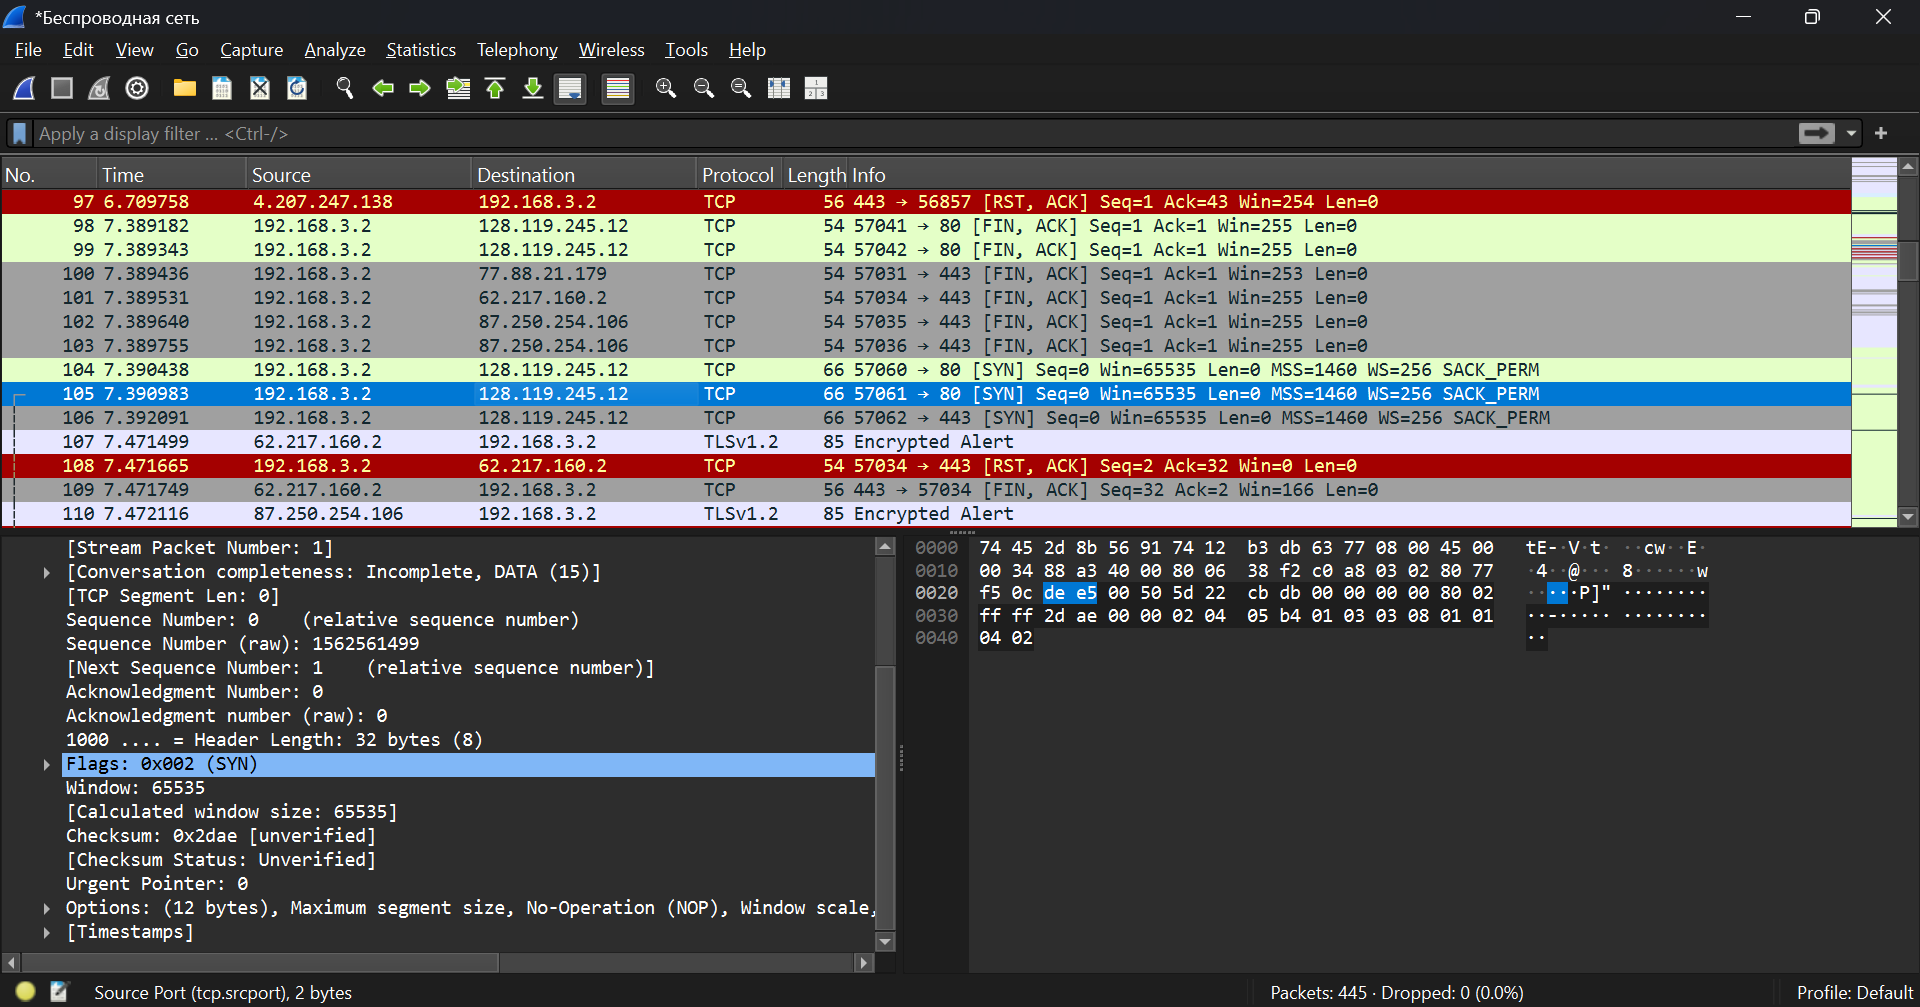 *Беспроводная сеть
File Edit View Go Capture Analyze Statistics Telephony Wireless Tools Help
Apply a display filter ... <Ctrl-/>
No. Time Source Destination Protocol Length Info
97 6.709758 4.207.247.138 192.168.3.2 TCP 56 443 → 56857 [RST, ACK] Seq=1 Ack=43 Win=254 Len=0
98 7.389182 192.168.3.2 128.119.245.12 TCP 54 57041 → 80 [FIN, ACK] Seq=1 Ack=1 Win=255 Len=0
99 7.389343 192.168.3.2 128.119.245.12 TCP 54 57042 → 80 [FIN, ACK] Seq=1 Ack=1 Win=255 Len=0
100 7.389436 192.168.3.2 77.88.21.179 TCP 54 57031 → 443 [FIN, ACK] Seq=1 Ack=1 Win=253 Len=0
101 7.389531 192.168.3.2 62.217.160.2 TCP 54 57034 → 443 [FIN, ACK] Seq=1 Ack=1 Win=255 Len=0
102 7.389640 192.168.3.2 87.250.254.106 TCP 54 57035 → 443 [FIN, ACK] Seq=1 Ack=1 Win=255 Len=0
103 7.389755 192.168.3.2 87.250.254.106 TCP 54 57036 → 443 [FIN, ACK] Seq=1 Ack=1 Win=255 Len=0
104 7.390438 192.168.3.2 128.119.245.12 TCP 66 57060 → 80 [SYN] Seq=0 Win=65535 Len=0 MSS=1460 WS=256 SACK_PERM
105 7.390983 192.168.3.2 128.119.245.12 TCP 66 57061 → 80 [SYN] Seq=0 Win=65535 Len=0 MSS=1460 WS=256 SACK_PERM
106 7.392091 192.168.3.2 128.119.245.12 TCP 66 57062 → 443 [SYN] Seq=0 Win=65535 Len=0 MSS=1460 WS=256 SACK_PERM
107 7.471499 62.217.160.2 192.168.3.2 TLSv1.2 85 Encrypted Alert
108 7.471665 192.168.3.2 62.217.160.2 TCP 54 57034 → 443 [RST, ACK] Seq=2 Ack=32 Win=0 Len=0
109 7.471749 62.217.160.2 192.168.3.2 TCP 56 443 → 57034 [FIN, ACK] Seq=32 Ack=2 Win=166 Len=0
110 7.472116 87.250.254.106 192.168.3.2 TLSv1.2 85 Encrypted Alert
[Stream Packet Number: 1]
[Conversation completeness: Incomplete, DATA (15)]
[TCP Segment Len: 0]
Sequence Number: 0 (relative sequence number)
Sequence Number (raw): 1562561499
[Next Sequence Number: 1 (relative sequence number)]
Acknowledgment Number: 0
Acknowledgment number (raw): 0
1000 .... = Header Length: 32 bytes (8)
Flags: 0x002 (SYN)
Window: 65535
[Calculated window size: 65535]
Checksum: 0x2dae [unverified]
[Checksum Status: Unverified]
Urgent Pointer: 0
Options: (12 bytes), Maximum segment size, No-Operation (NOP), Window scale,
[Timestamps]
0000 74 45 2d 8b 56 91 74 12 b3 db 63 77 08 00 45 00 tE-·V·t· ··cw··E·
0010 00 34 88 a3 40 00 80 06 38 f2 c0 a8 03 02 80 77 ·4··@··· 8······w
0020 f5 0c de e5 00 50 5d 22 cb db 00 00 00 00 80 02 ·····P]" ········
0030 ff ff 2d ae 00 00 02 04 05 b4 01 03 03 08 01 01 ··-····· ········
0040 04 02 ··
Source Port (tcp.srcport), 2 bytes
Packets: 445 · Dropped: 0 (0.0%)
Profile: Default